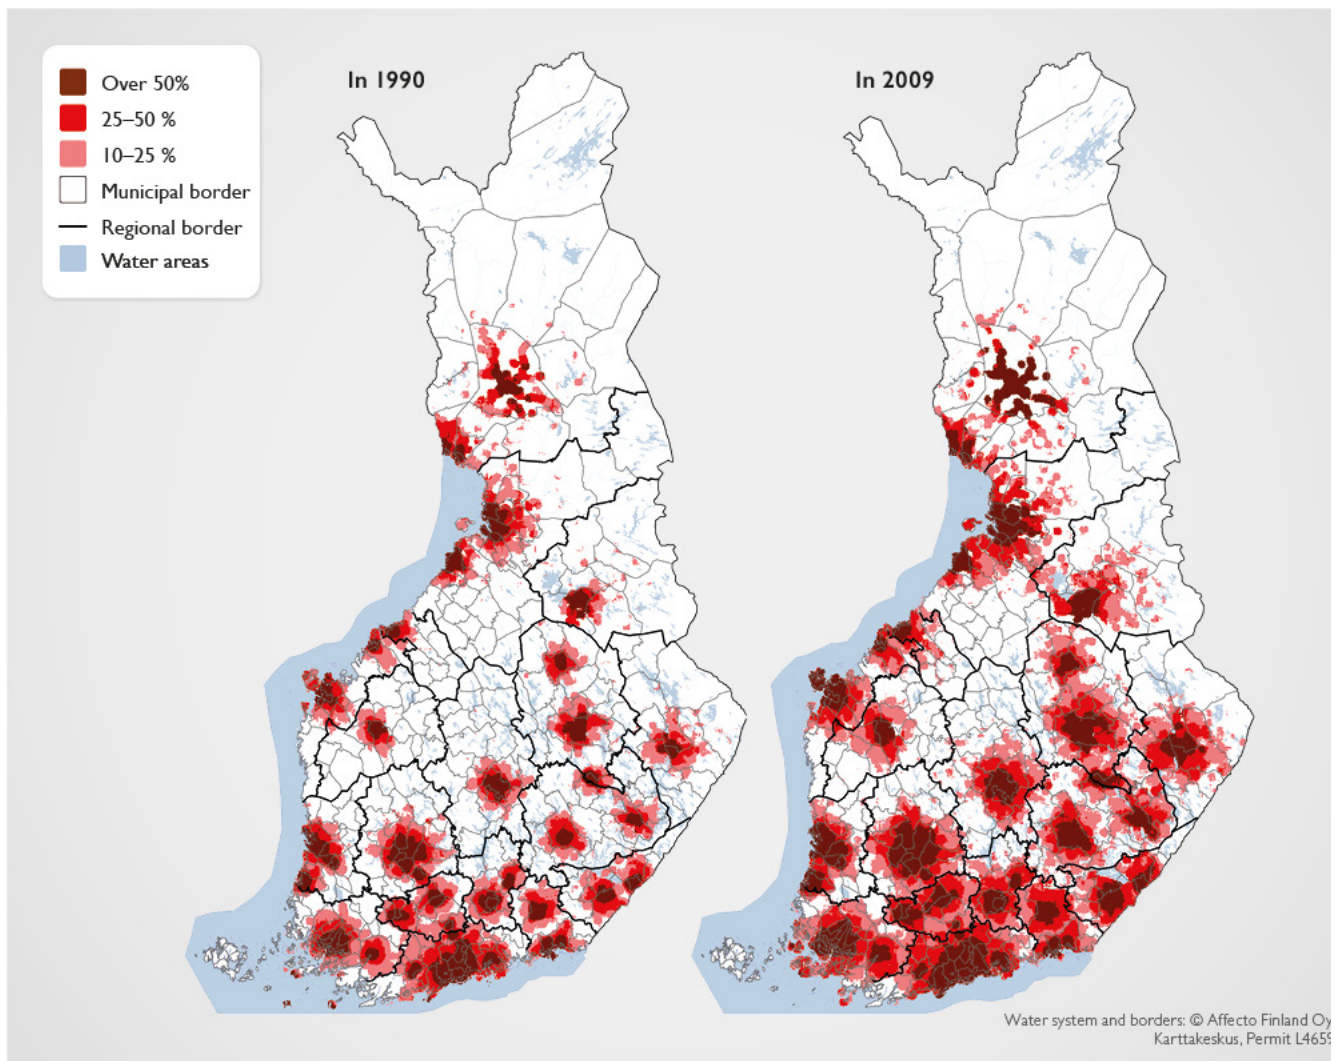 Over 50%
25–50 %
10–25 %
Municipal border
Regional border
Water areas
In 1990
In 2009
Water system and borders: © Affecto Finland Oy
Karttakeskus, Permit L4659